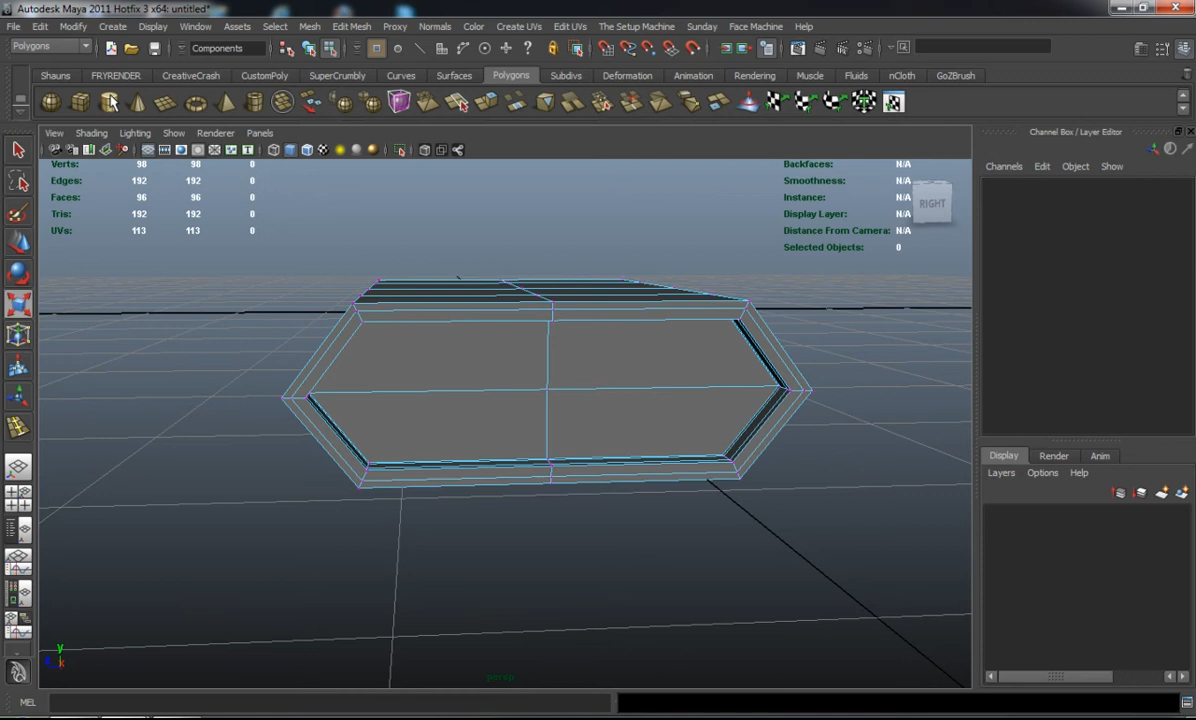 Autodesk Maya 2011 Hotfix 3 x64: untitled*
File Edit Modify Create Display Window Assets Select Mesh Edit Mesh Proxy Normals Color Create UVs Edit UVs The Setup Machine Sunday Face Machine Help
Polygons Components
Shauns FRYRENDER CreativeCrash CustomPoly SuperCrumbly Curves Surfaces Polygons Subdivs Deformation Animation Rendering Muscle Fluids nCloth GoZBrush
View Shading Lighting Show Renderer Panels
Channel Box / Layer Editor
Verts: 98 98 0
Edges: 192 192 0
Faces: 96 96 0
Tris: 192 192 0
UVs: 113 113 0
Backfaces: N/A
Smoothness: N/A
Instance: N/A
Display Layer: N/A
Distance From Camera: N/A
Selected Objects: 0
RIGHT
Channels Edit Object Show
Display Render Anim
Layers Options Help
y
x
persp
MEL